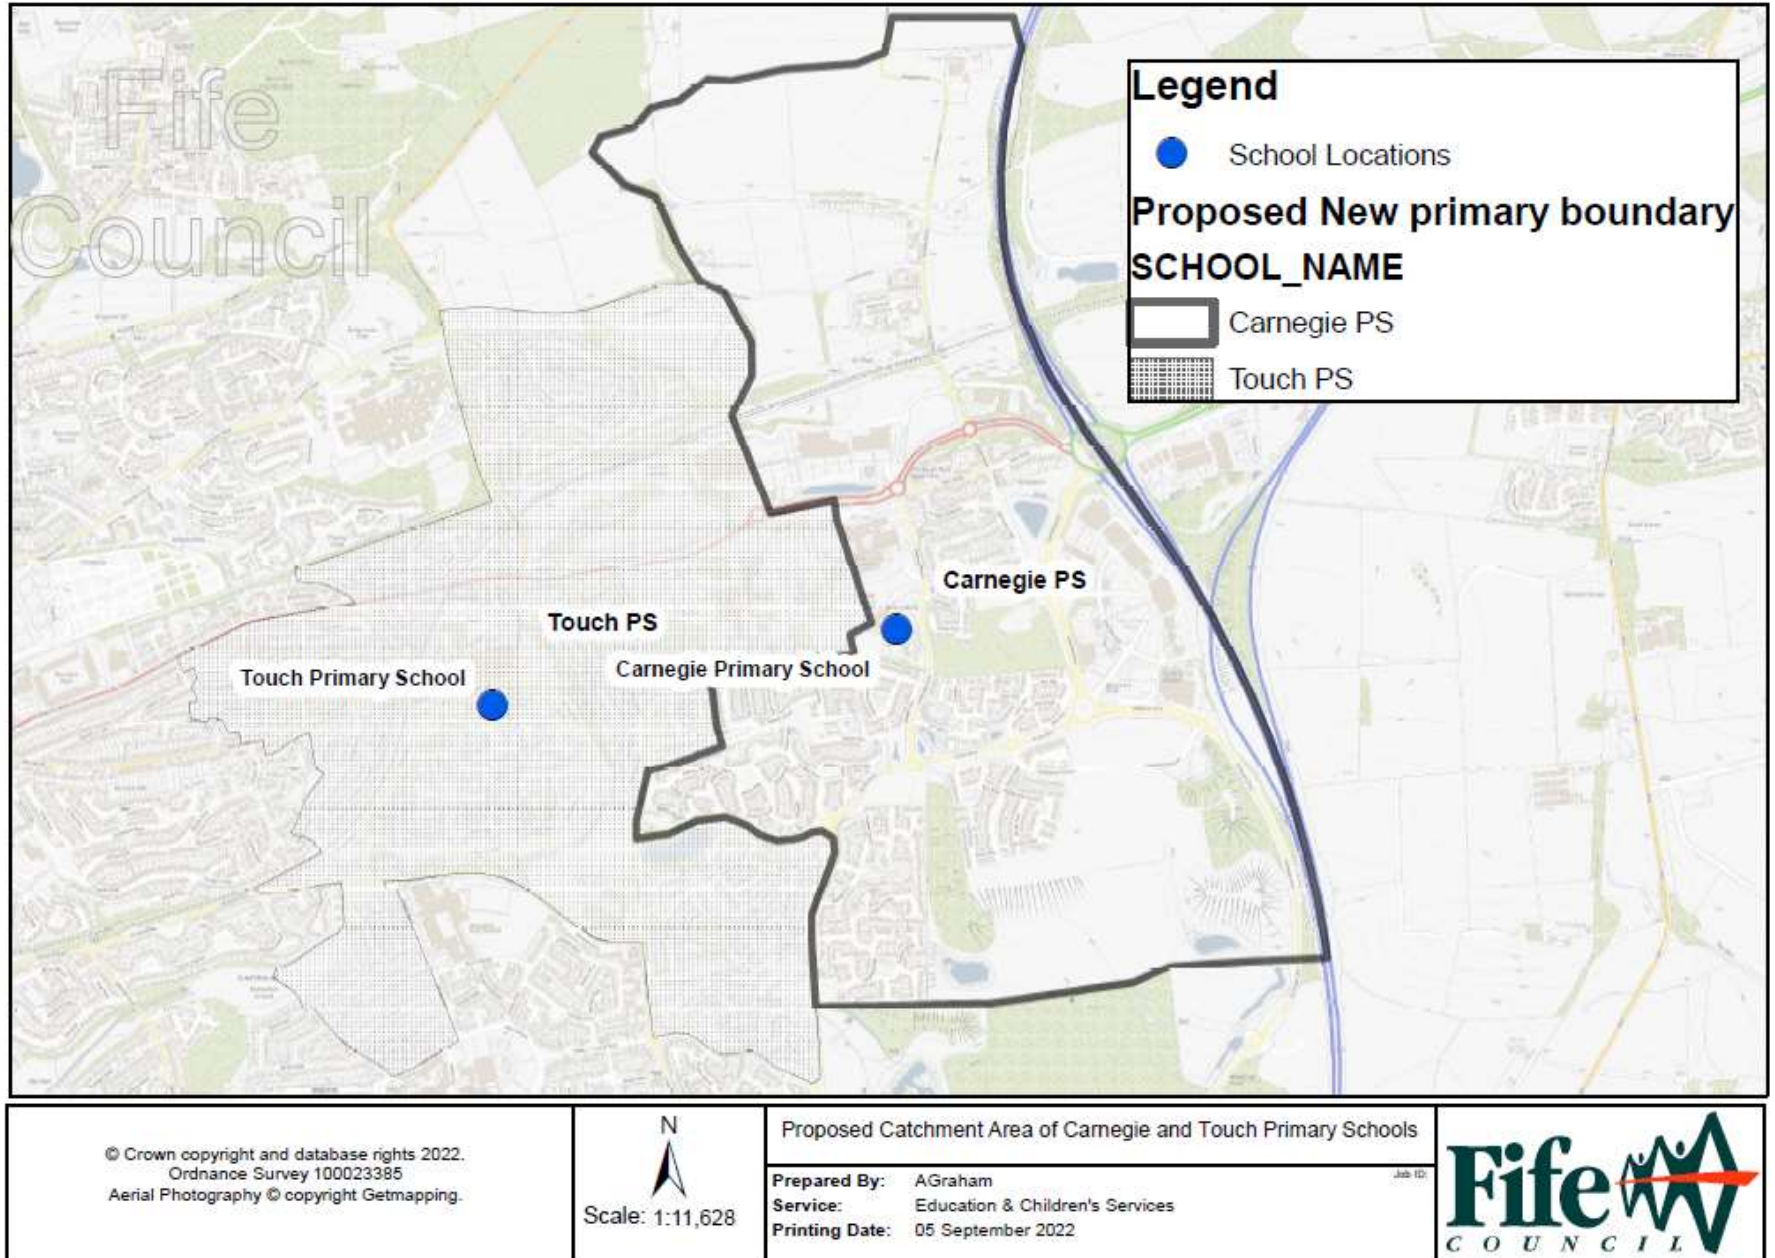 Fife
Council
Legend
School Locations
Proposed New primary boundary
SCHOOL_NAME
Carnegie PS
Touch PS
Carnegie PS
Touch PS
Carnegie Primary School
Touch Primary School
© Crown copyright and database rights 2022.
Ordnance Survey 100023385
Aerial Photography © copyright Getmapping.
N
Scale: 1:11,628
Proposed Catchment Area of Carnegie and Touch Primary Schools
Job ID:
Prepared By: AGraham
Service: Education & Children's Services
Printing Date: 05 September 2022
Fife
COUNCIL